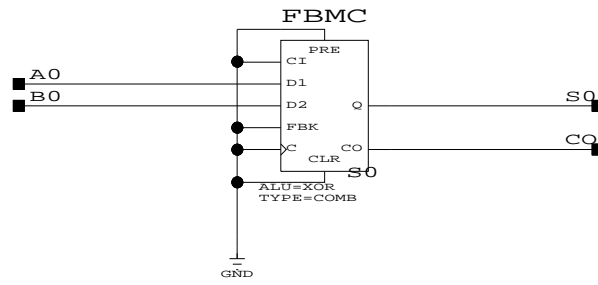 FBMC
PRE
CI
A0
D1
B0
D2
Q
S0
FBK
C
CO
CO
CLR
S0
ALU=XOR
TYPE=COMB
GND